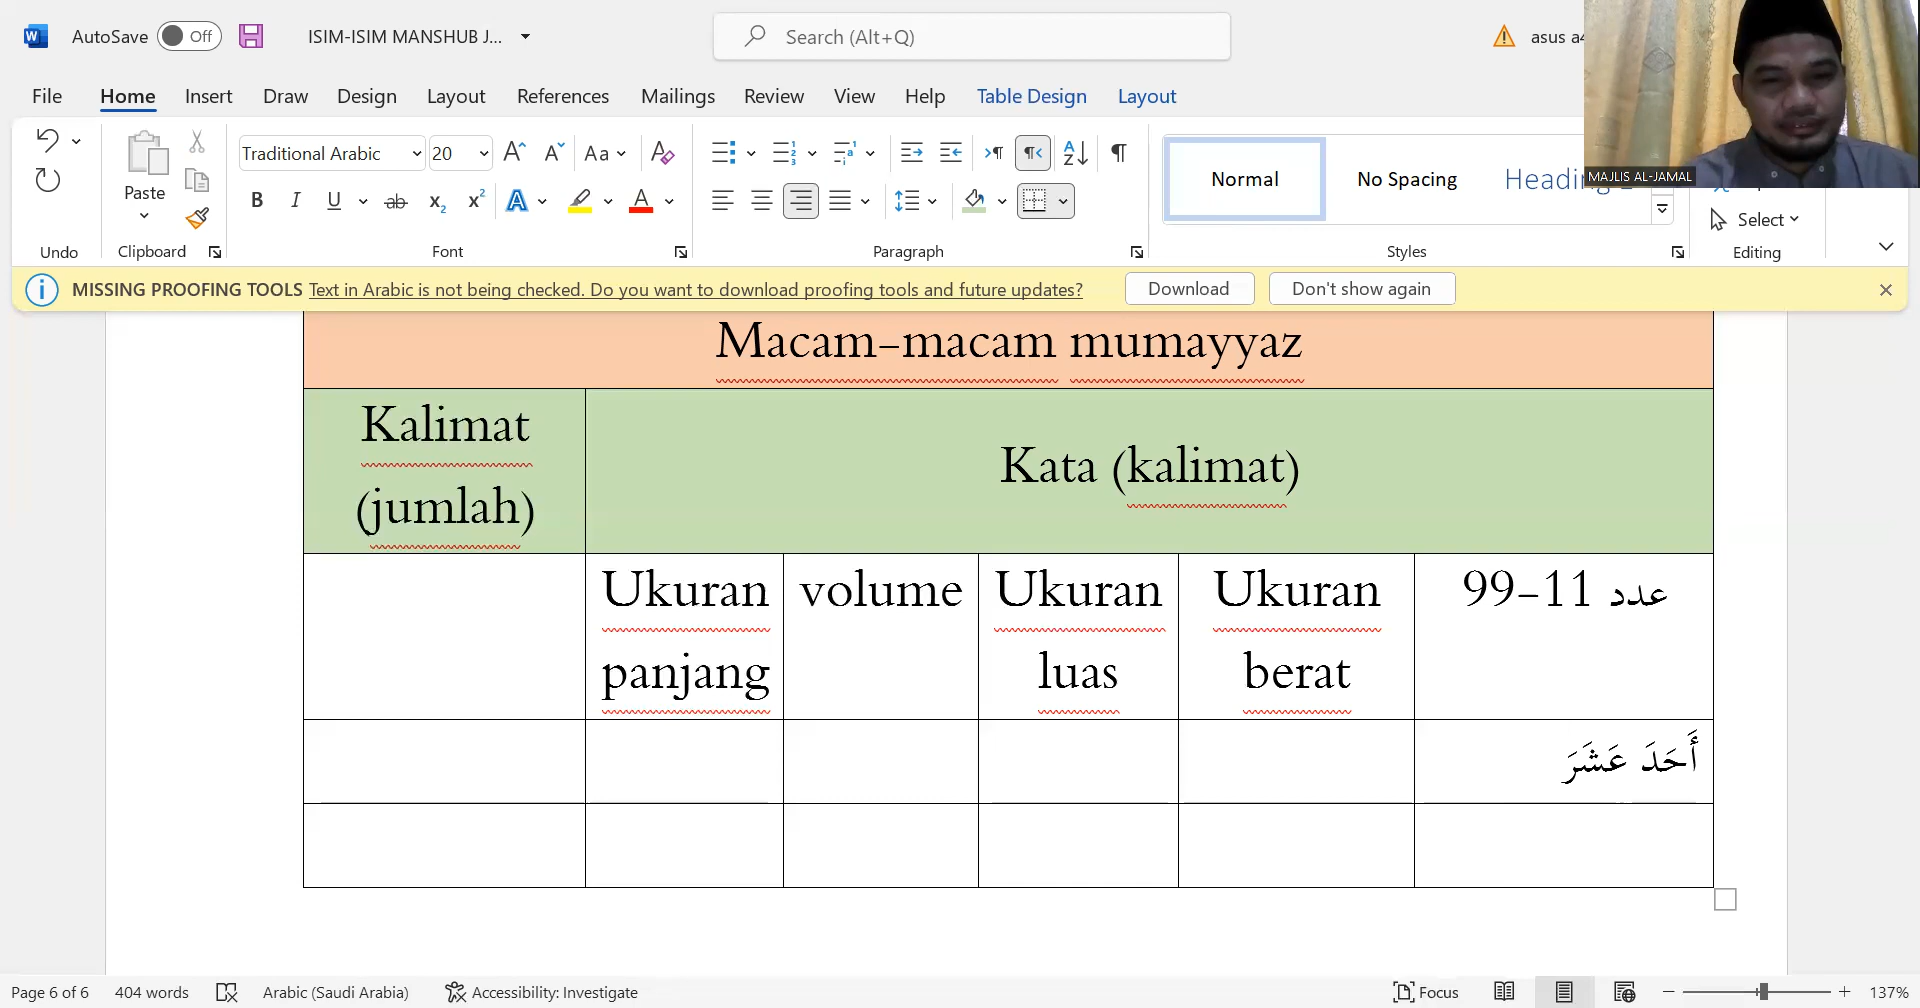 AutoSave Off ISIM-ISIM MANSHUB J... Search (Alt+Q) asus a4
File Home Insert Draw Design Layout References Mailings Review View Help Table Design Layout
MAJLIS AL-JAMAL
Paste
Traditional Arabic 20
Normal No Spacing Heading
Select
Undo Clipboard Font Paragraph Styles Editing
MISSING PROOFING TOOLS Text in Arabic is not being checked. Do you want to download proofing tools and future updates? Download Don't show again
Macam-macam mumayyaz
Kalimat
(jumlah)
Kata (kalimat)
Ukuran
panjang
volume
Ukuran
luas
Ukuran
berat
عدد 11-99
أَحَدَ عَشَرَ
Page 6 of 6 404 words Arabic (Saudi Arabia) Accessibility: Investigate Focus 137%